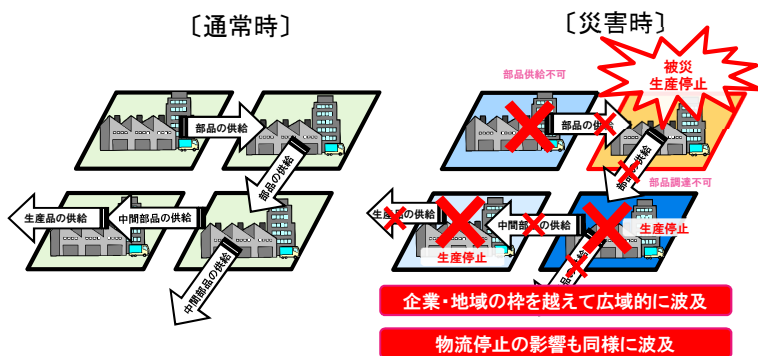 〔通常時〕
部品の供給
部品の供給
生産品の供給
中間部品の供給
中間部品の供給
〔災害時〕
部品供給不可
被災
生産停止
部品の供給
部品の供給
部品調達不可
生産品の供給
中間部品の供給
生産停止
生産停止
企業・地域の枠を越えて広域的に波及
物流停止の影響も同様に波及